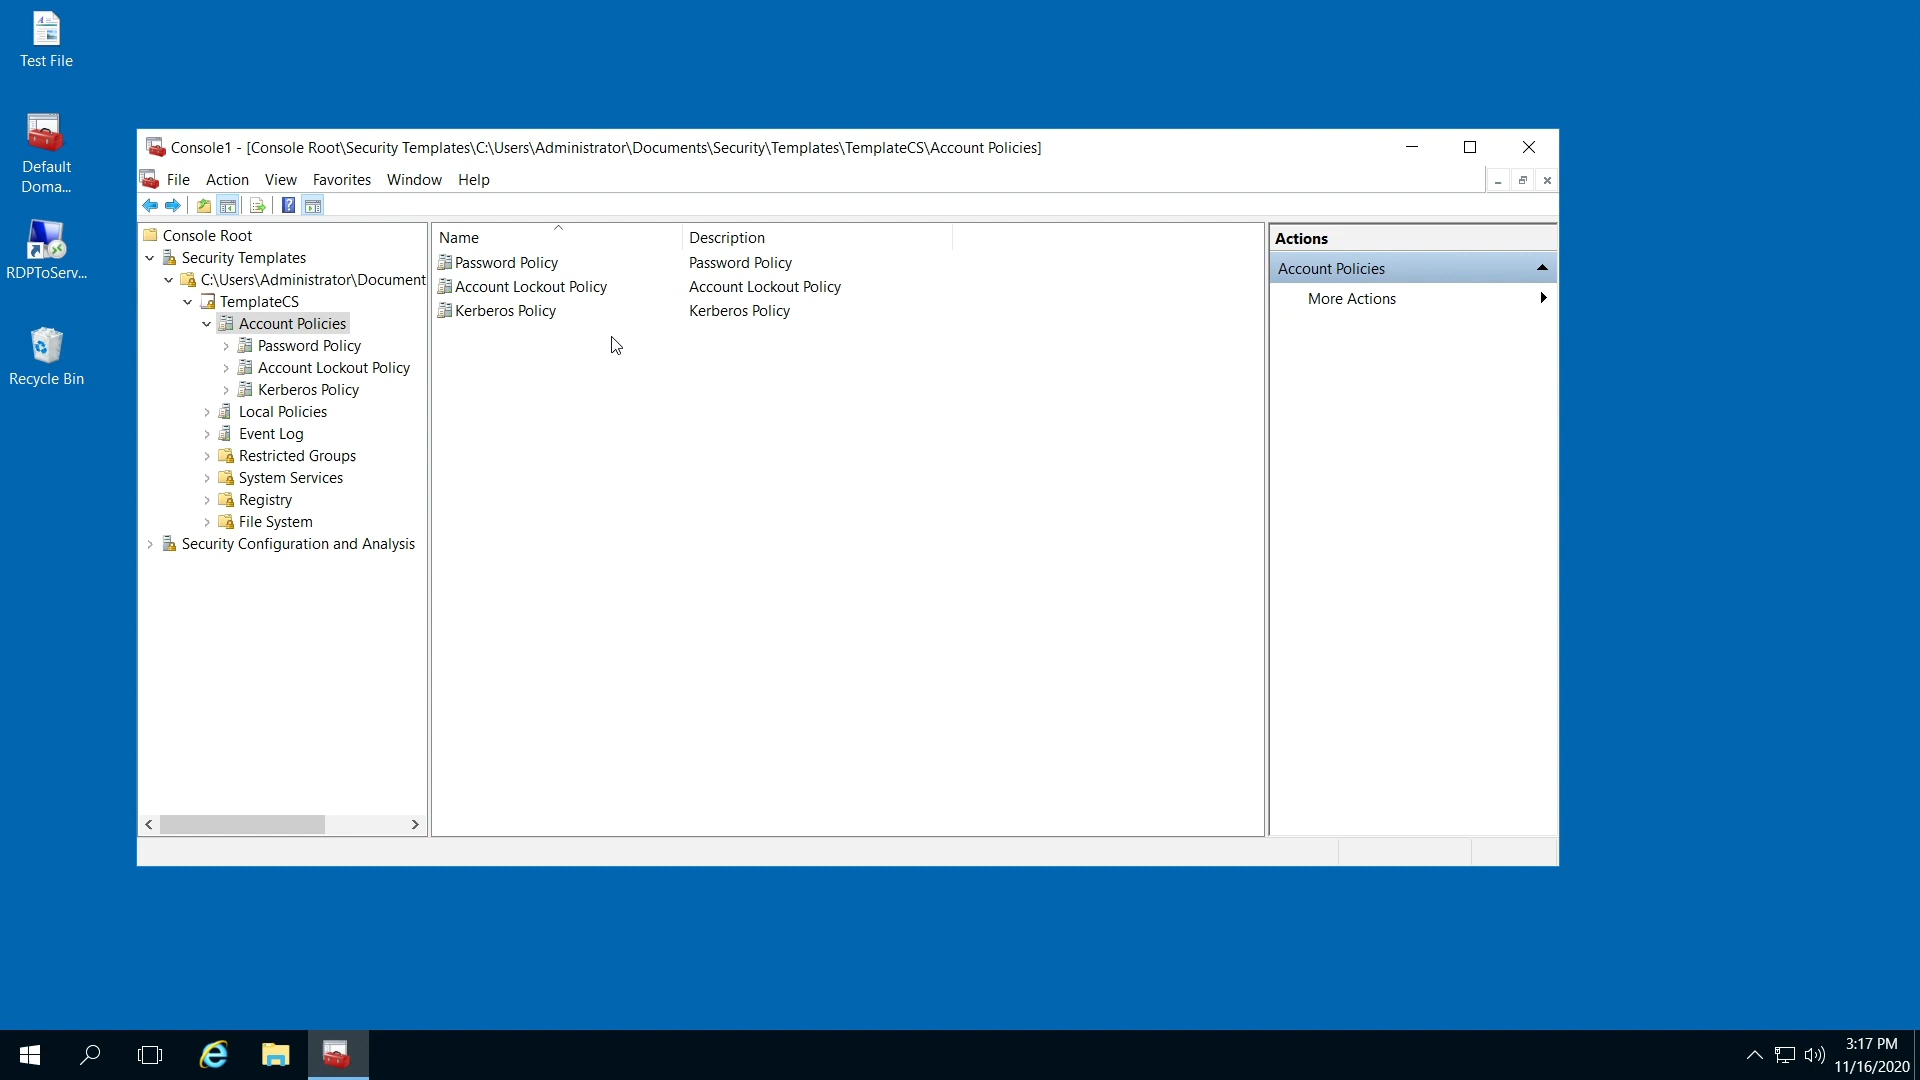 Test File
Default
Doma...
RDPToServ...
Recycle Bin
Console1 - [Console Root\Security Templates\C:\Users\Administrator\Documents\Security\Templates\TemplateCS\Account Policies]
File Action View Favorites Window Help
Console Root
Security Templates
C:\Users\Administrator\Document
TemplateCS
Account Policies
Password Policy
Account Lockout Policy
Kerberos Policy
Local Policies
Event Log
Restricted Groups
System Services
Registry
File System
Security Configuration and Analysis
Name Description
Password Policy Password Policy
Account Lockout Policy Account Lockout Policy
Kerberos Policy Kerberos Policy
Actions
Account Policies
More Actions
3:17 PM
11/16/2020